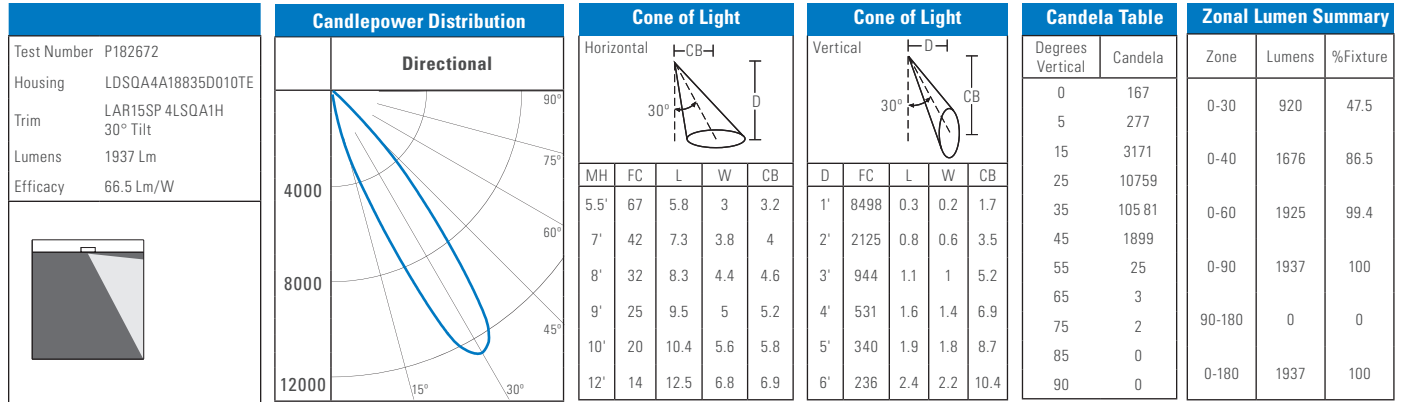 Test Number P182672
Housing LDSQA4A18835D010TE
Trim LAR15SP 4LSQA1H
30° Tilt
Lumens 1937 Lm
Efficacy 66.5 Lm/W
Candlepower Distribution
Directional
90°
75°
4000
60°
8000
45°
12000
15°
30°
Cone of Light
Horizontal
CB
30°
D
MH FC L W CB
5.5' 67 5.8 3 3.2
7' 42 7.3 3.8 4
8' 32 8.3 4.4 4.6
9' 25 9.5 5 5.2
10' 20 10.4 5.6 5.8
12' 14 12.5 6.8 6.9
Cone of Light
Vertical
D
30°
CB
D FC L W CB
1' 8498 0.3 0.2 1.7
2' 2125 0.8 0.6 3.5
3' 944 1.1 1 5.2
4' 531 1.6 1.4 6.9
5' 340 1.9 1.8 8.7
6' 236 2.4 2.2 10.4
Candela Table
Degrees Vertical Candela
0 167
5 277
15 3171
25 10759
35 105 81
45 1899
55 25
65 3
75 2
85 0
90 0
Zonal Lumen Summary
Zone Lumens %Fixture
0-30 920 47.5
0-40 1676 86.5
0-60 1925 99.4
0-90 1937 100
90-180 0 0
0-180 1937 100